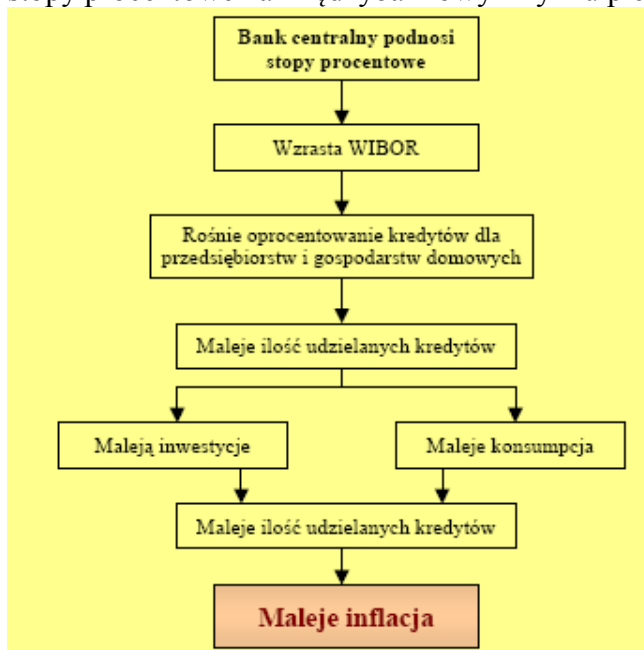 Bank centralny podnosi
stopy procentowe
Wzrasta WIBOR
Rośnie oprocentowanie kredytów dla
przedsiębiorstw i gospodarstw domowych
Maleje ilość udzielanych kredytów
Maleją inwestycje
Maleje konsumpcja
Maleje ilość udzielanych kredytów
Maleje inflacja